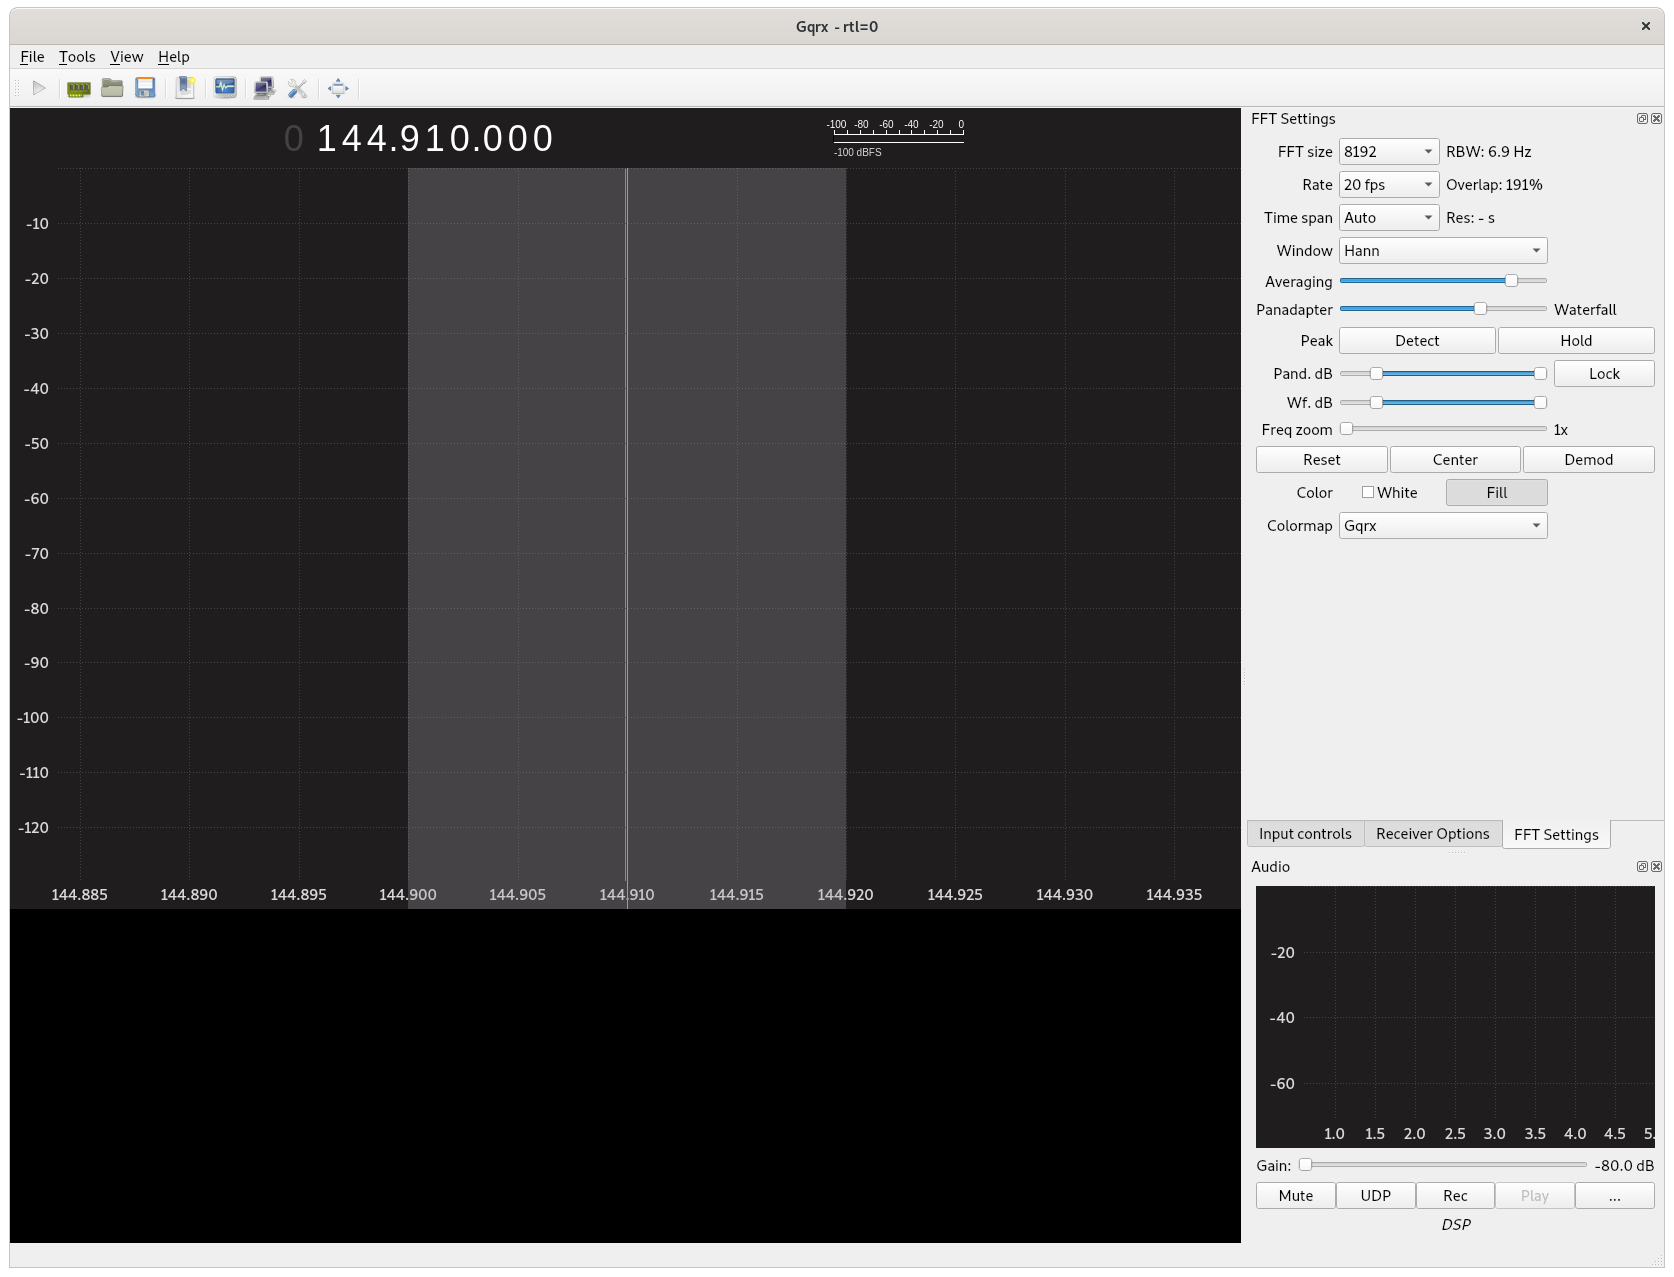 Gqrx - rtl=0
File Tools View Help
0 144.910.000
-100 -80 -60 -40 -20 0
-100 dBFS
-10
-20
-30
-40
-50
-60
-70
-80
-90
-100
-110
-120
144.885 144.890 144.895 144.900 144.905 144.910 144.915 144.920 144.925 144.930 144.935
FFT Settings
FFT size 8192 RBW: 6.9 Hz
Rate 20 fps Overlap: 191%
Time span Auto Res: - s
Window Hann
Averaging
Panadapter Waterfall
Peak Detect Hold
Pand. dB Lock
Wf. dB
Freq zoom 1x
Reset Center Demod
Color White Fill
Colormap Gqrx
Input controls Receiver Options FFT Settings
Audio
-20
-40
-60
1.0 1.5 2.0 2.5 3.0 3.5 4.0 4.5 5.
Gain: -80.0 dB
Mute UDP Rec Play ...
DSP